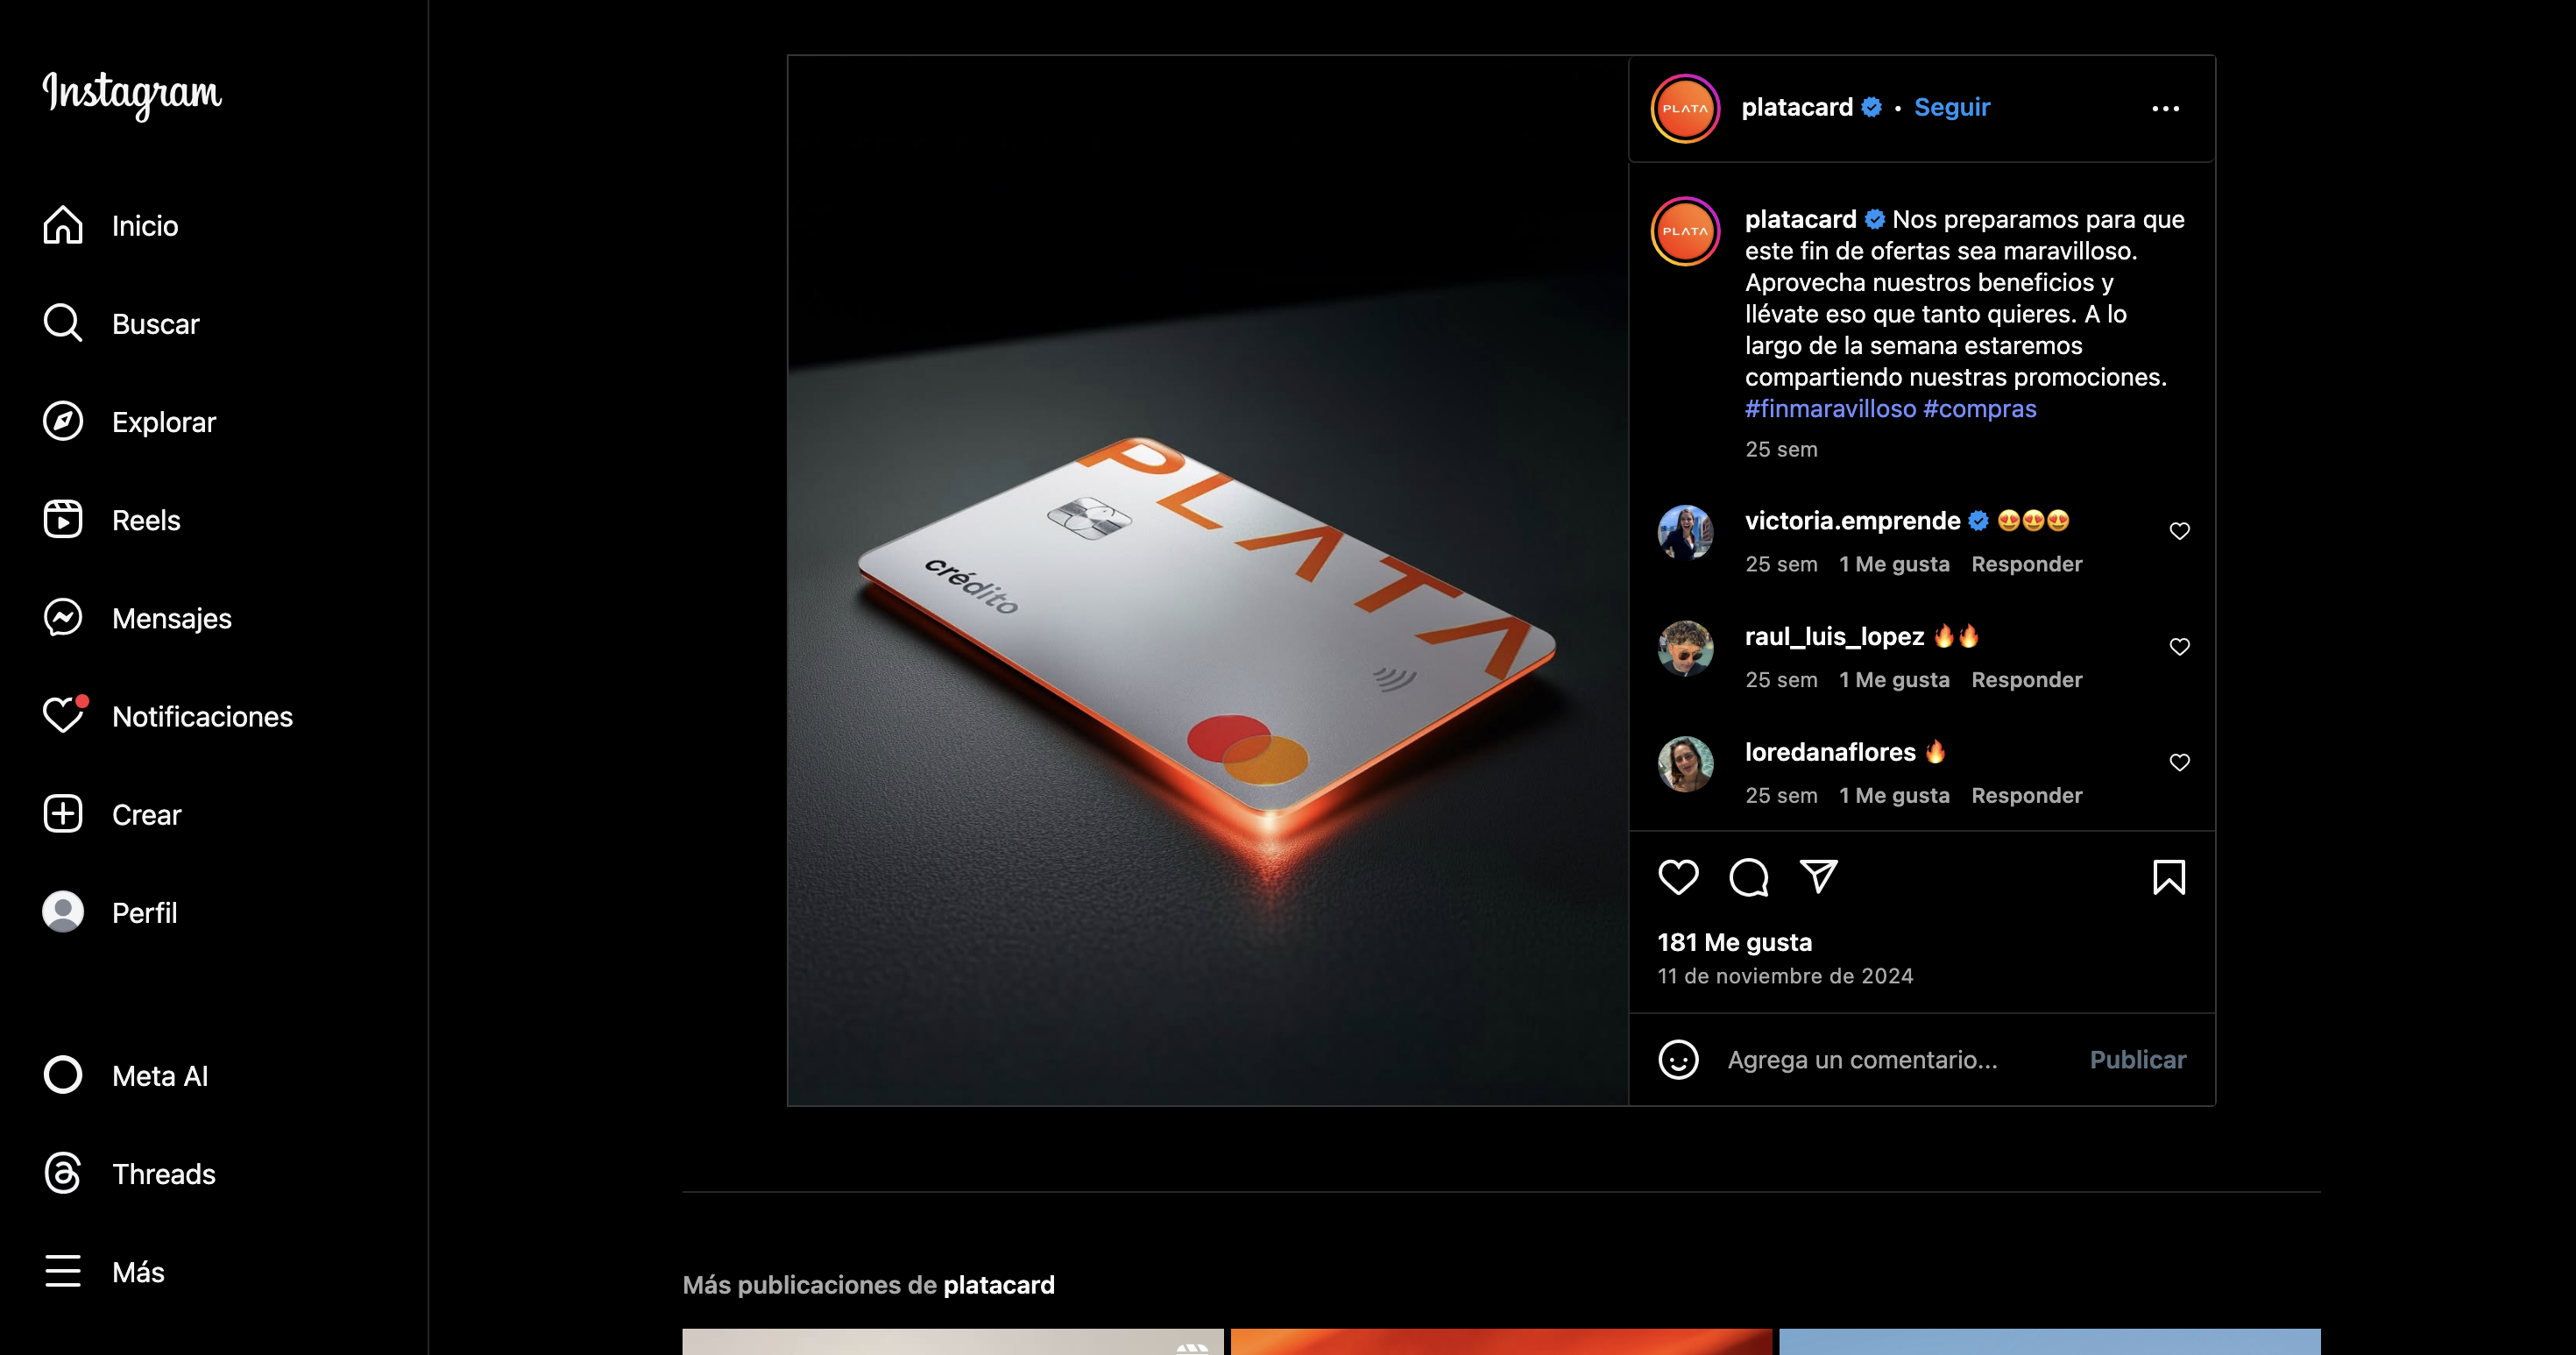 Instagram
Inicio
Buscar
Explorar
Reels
Mensajes
Notificaciones
Crear
Perfil
Meta AI
Threads
Más
PLATA
crédito
PLATA
platacard • Seguir
PLATA
platacard Nos preparamos para que
este fin de ofertas sea maravilloso.
Aprovecha nuestros beneficios y
llévate eso que tanto quieres. A lo
largo de la semana estaremos
compartiendo nuestras promociones.
#finmaravilloso #compras
25 sem
victoria.emprende 😍😍😍
25 sem 1 Me gusta Responder
raul_luis_lopez 🔥🔥
25 sem 1 Me gusta Responder
loredanaflores 🔥
25 sem 1 Me gusta Responder
181 Me gusta
11 de noviembre de 2024
Agrega un comentario... Publicar
Más publicaciones de platacard